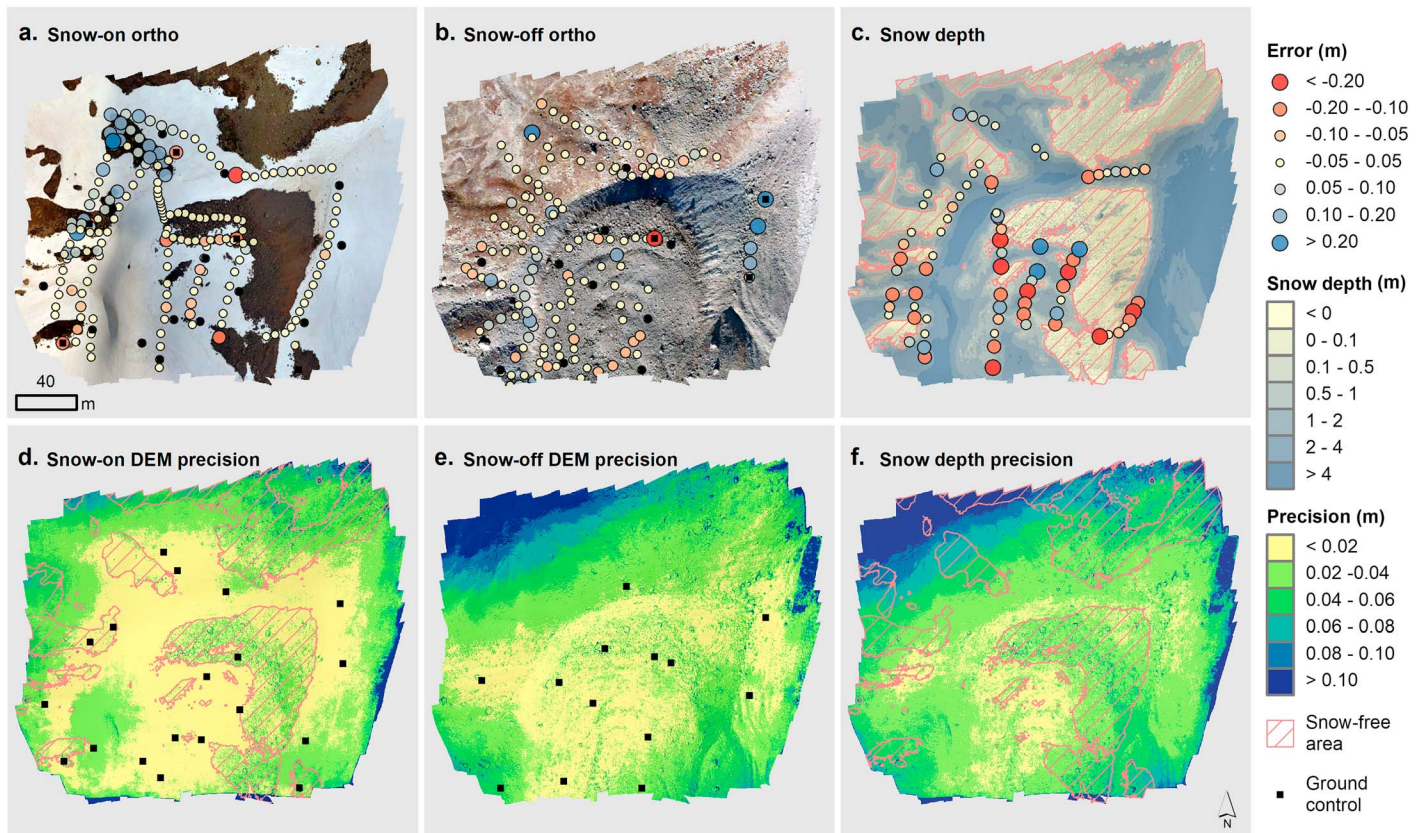 a. Snow-on ortho
b. Snow-off ortho
c. Snow depth
40
m
d. Snow-on DEM precision
e. Snow-off DEM precision
f. Snow depth precision
N
Error (m)
< -0.20
-0.20 - -0.10
-0.10 - -0.05
-0.05 - 0.05
0.05 - 0.10
0.10 - 0.20
> 0.20
Snow depth (m)
< 0
0 - 0.1
0.1 - 0.5
0.5 - 1
1 - 2
2 - 4
> 4
Precision (m)
< 0.02
0.02 -0.04
0.04 - 0.06
0.06 - 0.08
0.08 - 0.10
> 0.10
Snow-free
area
Ground
control